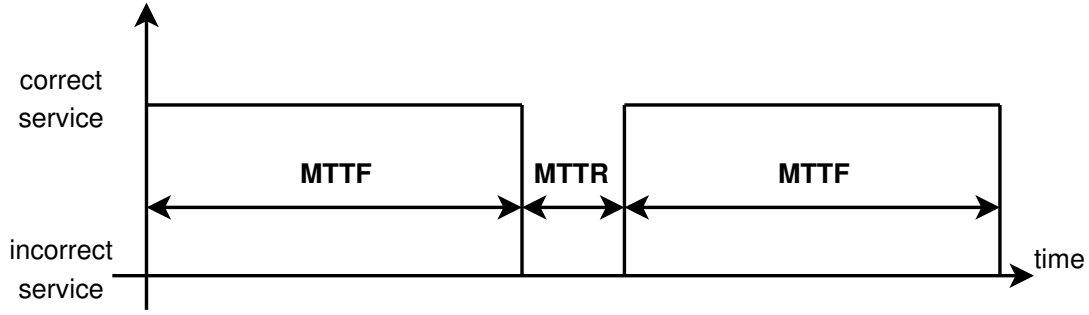 correct
service
MTTF
MTTR
MTTF
incorrect
service
time